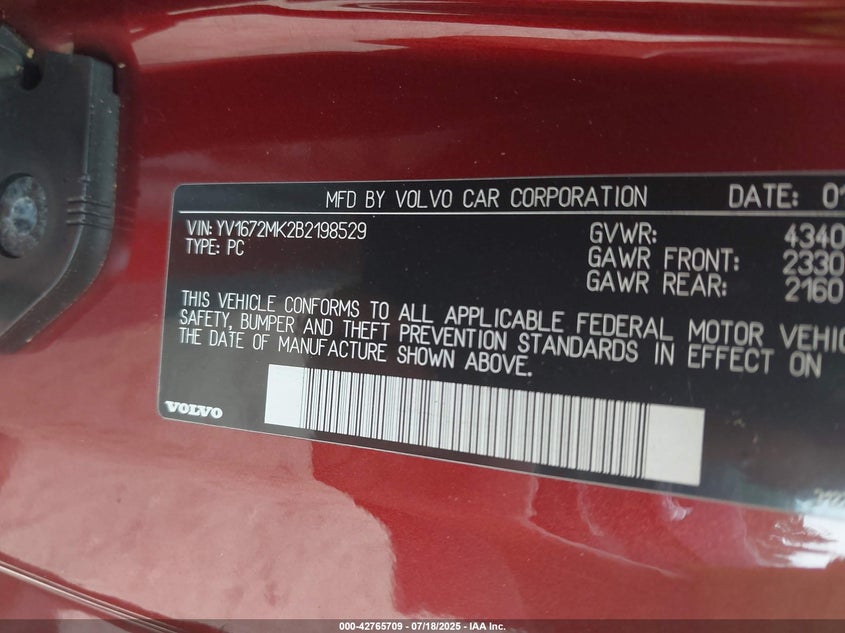 MFD BY VOLVO CAR CORPORATION DATE: 01
VIN: YV1672MK2B2198529 GVWR: 4340
TYPE: PC GAWR FRONT: 2330
GAWR REAR: 2160
THIS VEHICLE CONFORMS TO ALL APPLICABLE FEDERAL MOTOR VEHIC
SAFETY, BUMPER AND THEFT PREVENTION STANDARDS IN EFFECT ON
THE DATE OF MANUFACTURE SHOWN ABOVE.
VOLVO
000-42765709 - 07/18/2025 - IAA Inc.